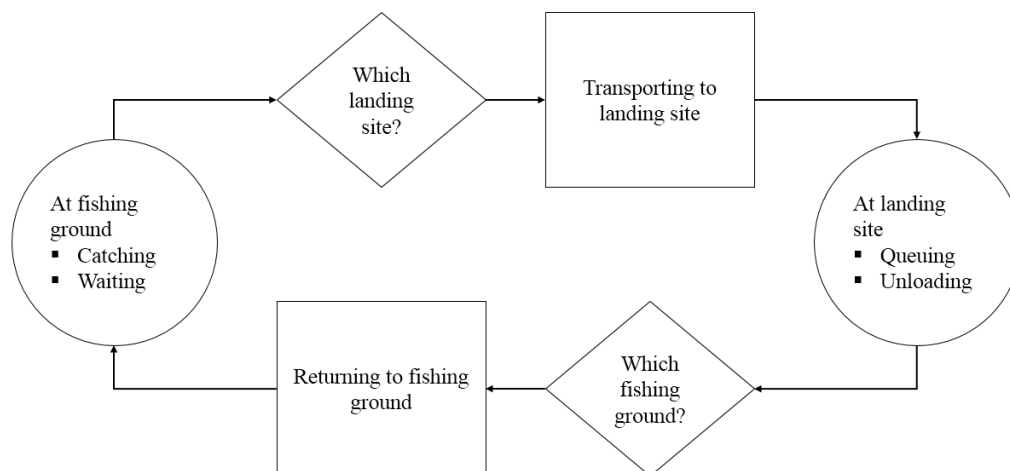 Which
landing
site?
Transporting to
landing site
At fishing
ground
▪ Catching
▪ Waiting
At landing
site
▪ Queuing
▪ Unloading
Returning to fishing
ground
Which
fishing
ground?